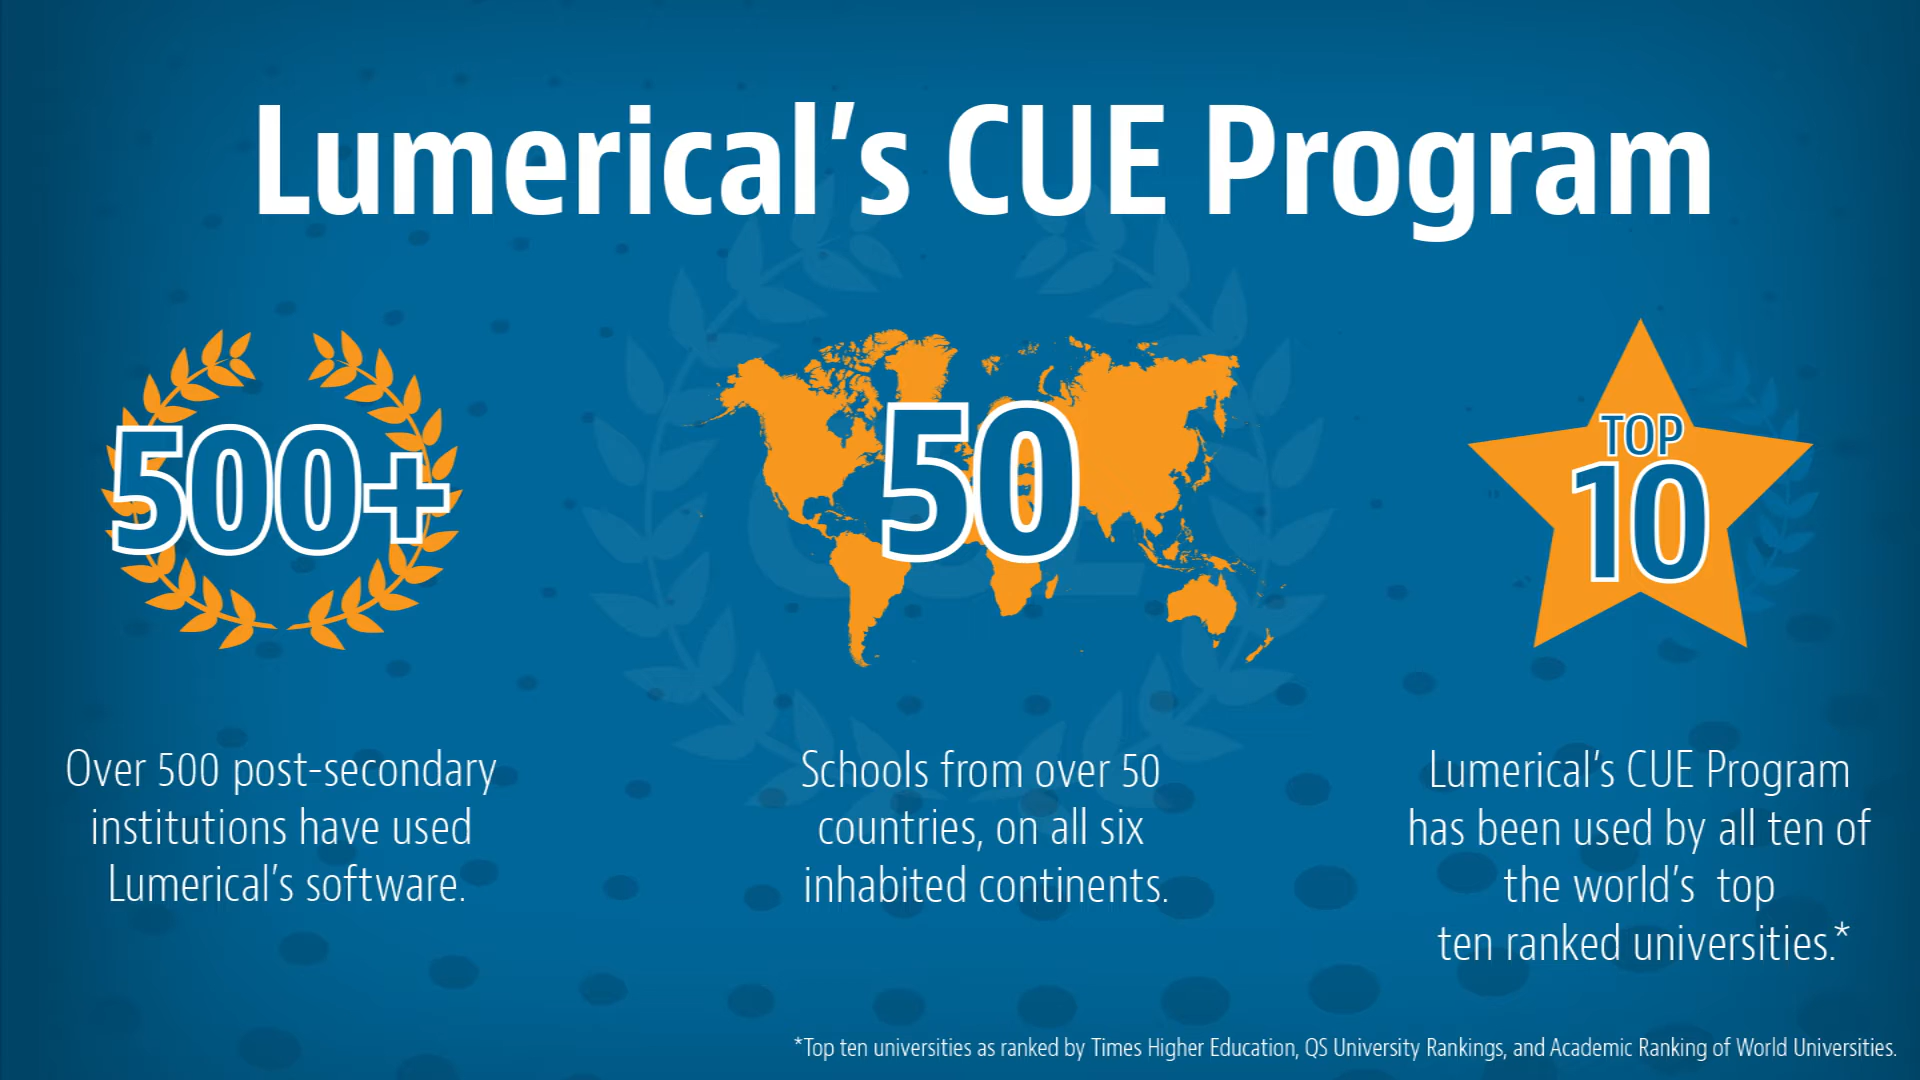 Lumerical's CUE Program
500+
50
TOP
10
Over 500 post-secondary
institutions have used
Lumerical's software.
Schools from over 50
countries, on all six
inhabited continents.
Lumerical's CUE Program
has been used by all ten of
the world's top
ten ranked universities.*
*Top ten universities as ranked by Times Higher Education, QS University Rankings, and Academic Ranking of World Universities.